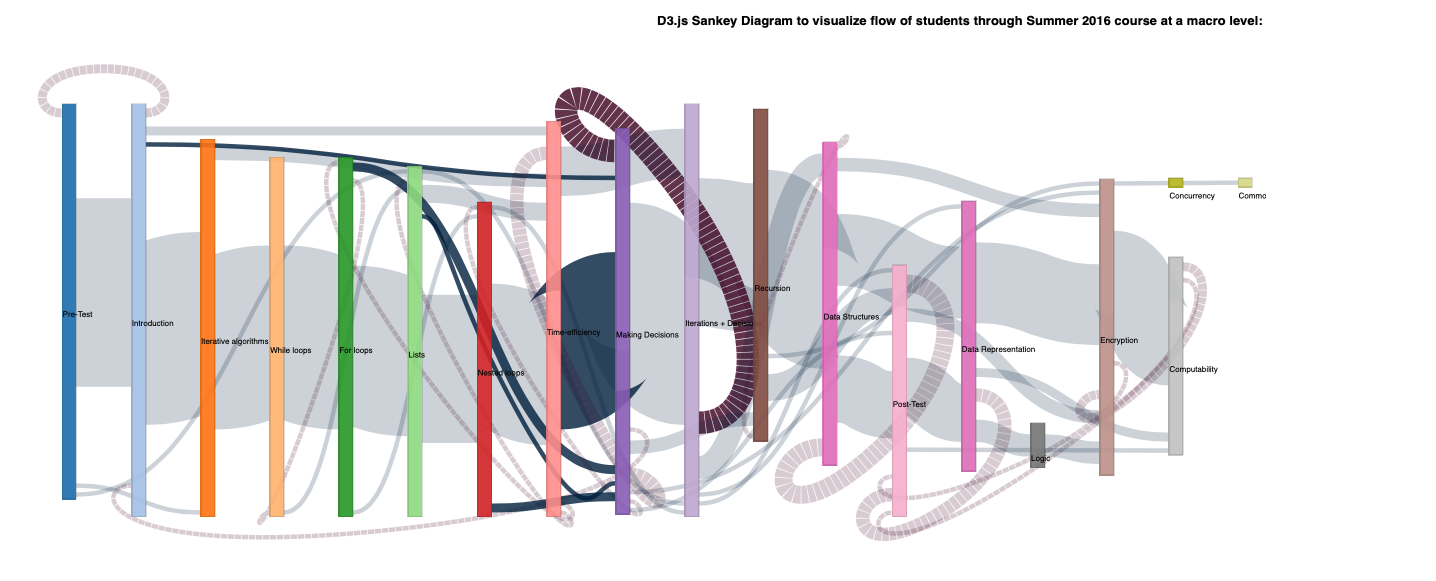 D3.js Sankey Diagram to visualize flow of students through Summer 2016 course at a macro level:
Pre-Test
Introduction
Iterative algorithms
While loops
For loops
Lists
Nested loops
Time-efficiency
Making Decisions
Iterations + Decision
Recursion
Data Structures
Post-Test
Data Representation
Logic
Encryption
Computability
Concurrency
Commo